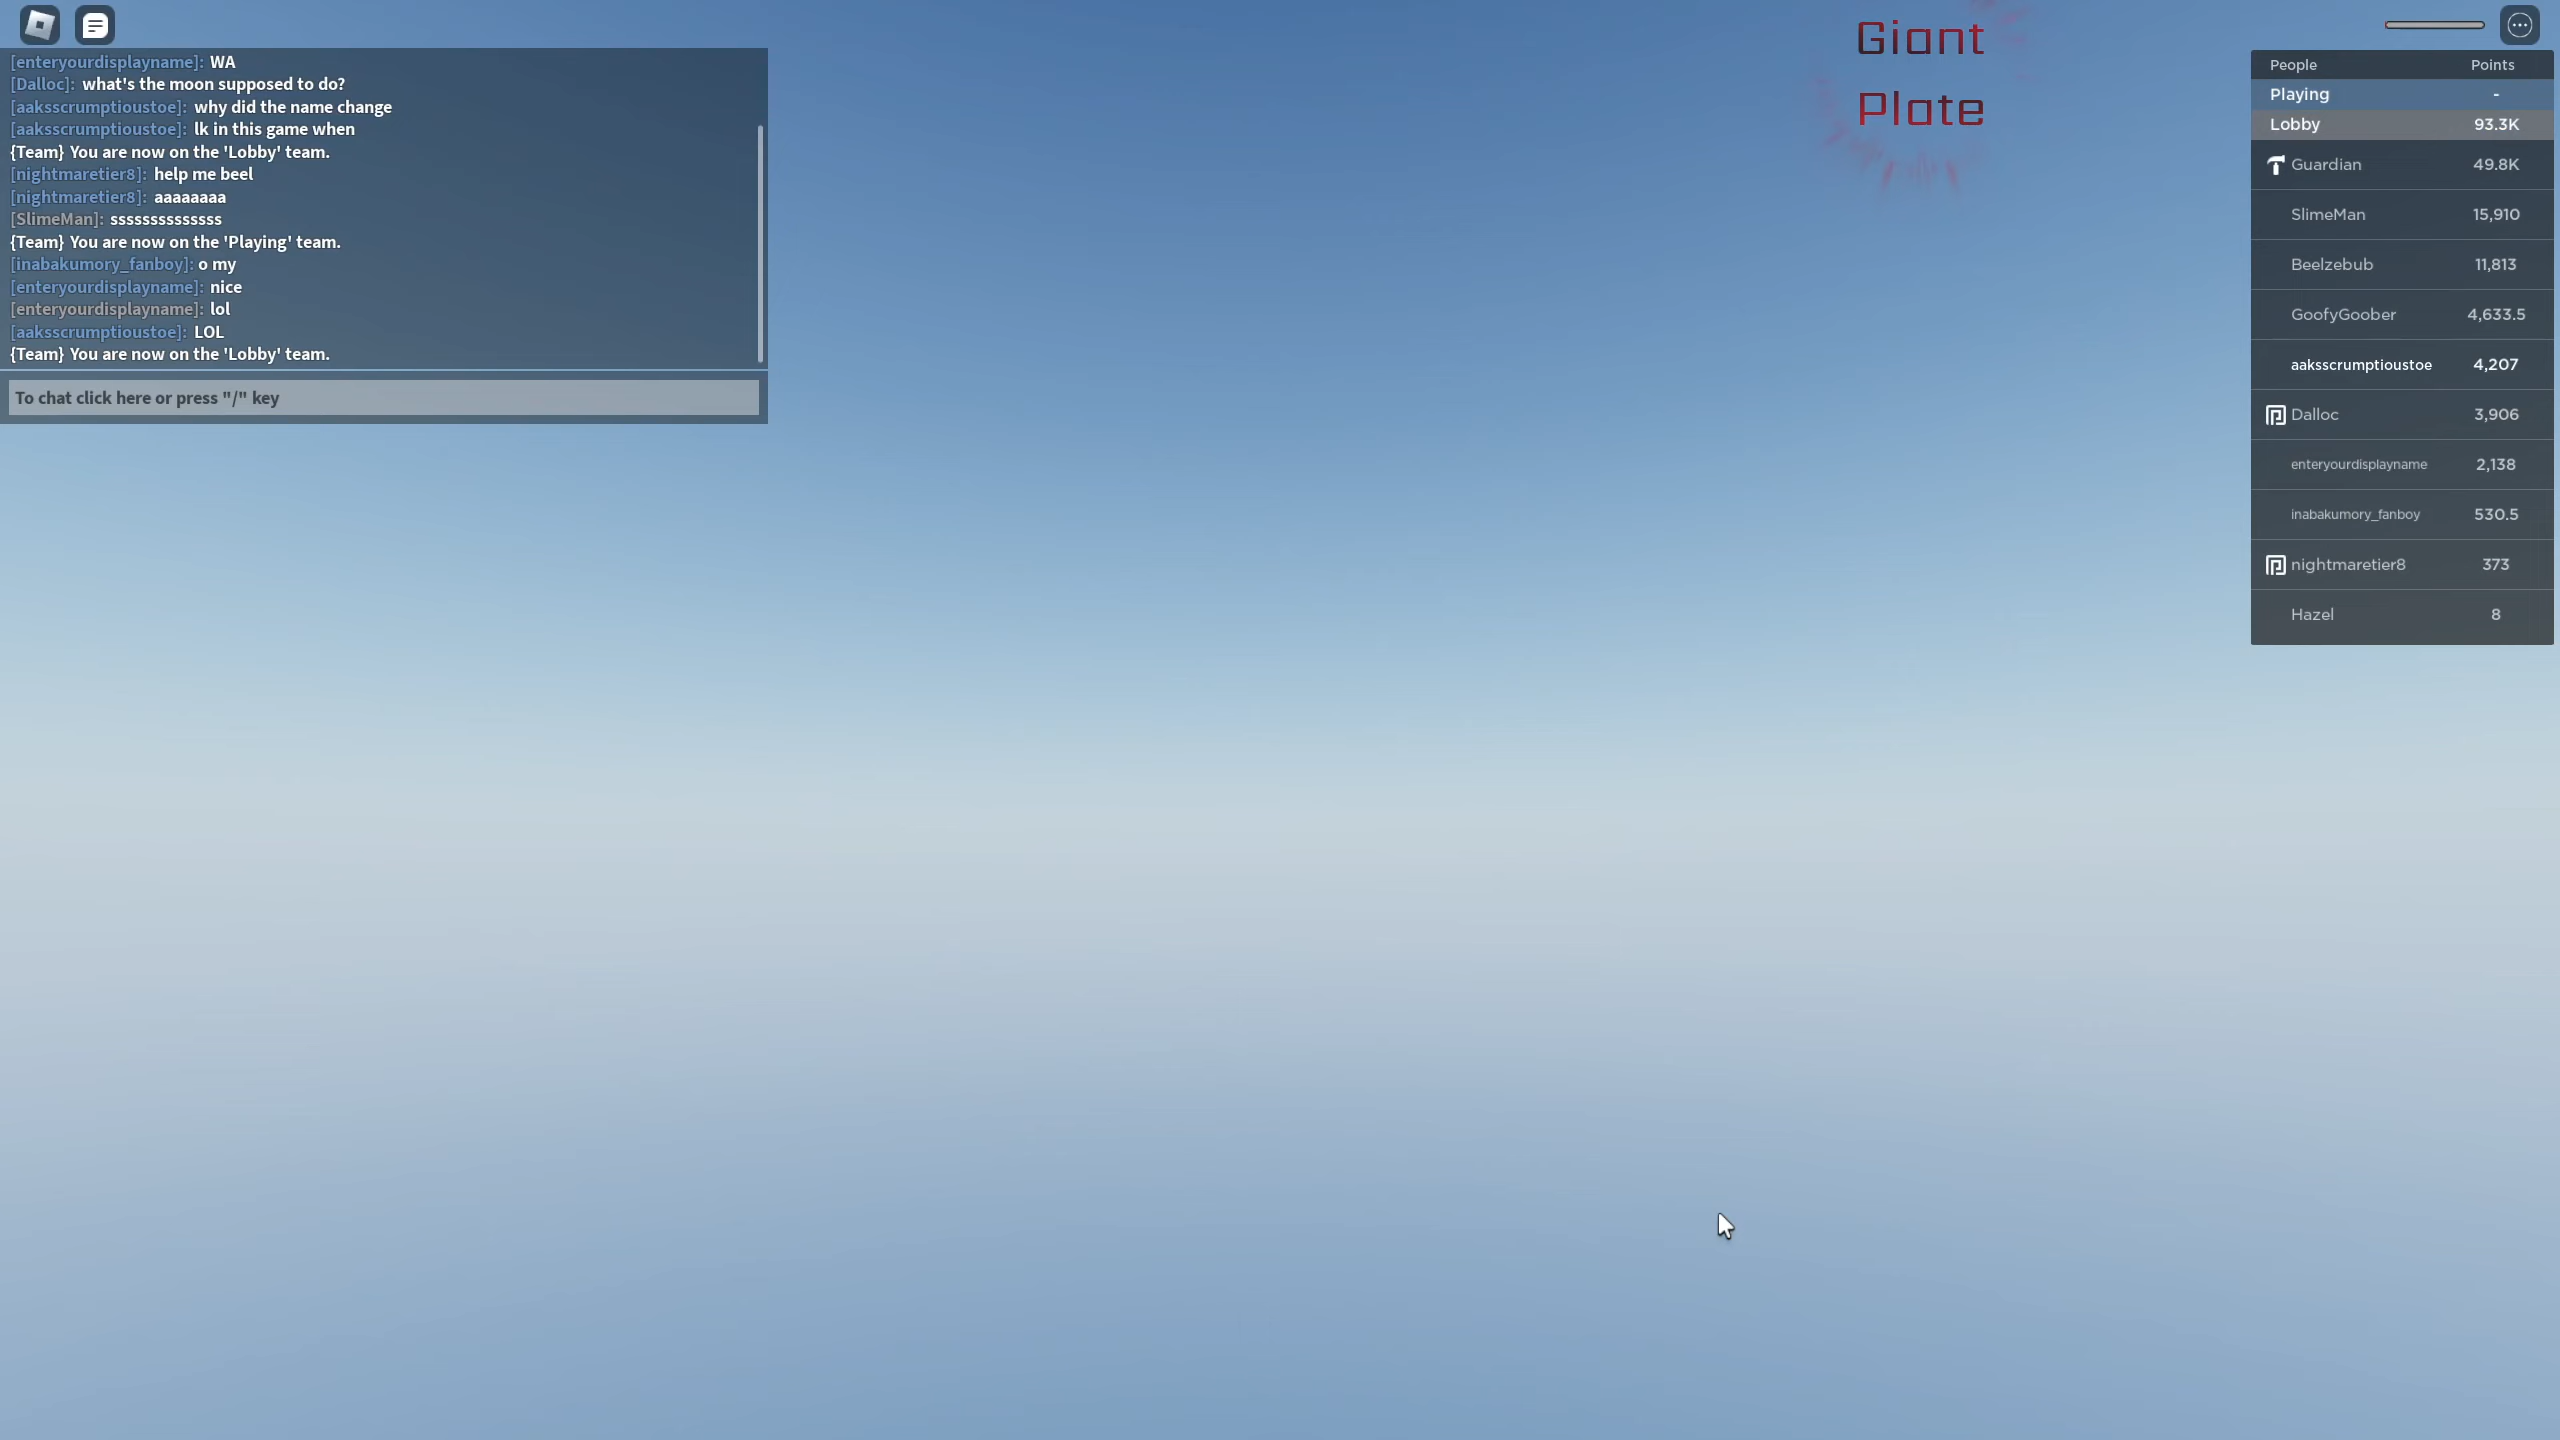 [enteryourdisplayname]: WA
[Dalloc]: what's the moon supposed to do?
[aaksscrumptioustoe]: why did the name change
[aaksscrumptioustoe]: lk in this game when
{Team} You are now on the 'Lobby' team.
[nightmaretier8]: help me beel
[nightmaretier8]: aaaaaaaa
[SlimeMan]: ssssssssssssss
{Team} You are now on the 'Playing' team.
[inabakumory_fanboy]: o my
[enteryourdisplayname]: nice
[enteryourdisplayname]: lol
[aaksscrumptioustoe]: LOL
{Team} You are now on the 'Lobby' team.
To chat click here or press "/" key
Giant
Plate
People Points
Playing -
Lobby 93.3K
Guardian 49.8K
SlimeMan 15,910
Beelzebub 11,813
GoofyGoober 4,633.5
aaksscrumptioustoe 4,207
Dalloc 3,906
enteryourdisplayname 2,138
inabakumory_fanboy 530.5
nightmaretier8 373
Hazel 8